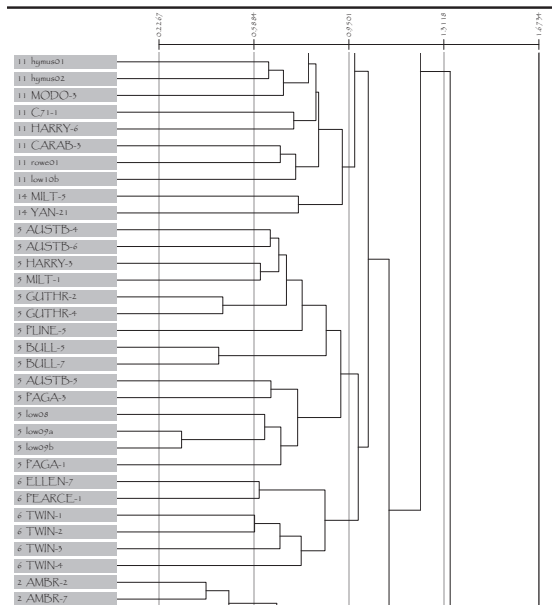 0.2267
0.5884
0.9501
1.3118
1.6734
11 hymus01
11 hymus02
11 MODO-3
11 C71-1
11 HARRY-6
11 CARAB-3
11 rowe01
11 low10b
14 MILT-5
14 YAN-21
5 AUSTB-4
5 AUSTB-6
5 HARRY-3
5 MILT-1
5 GUTHR-2
5 GUTHR-4
5 PLINE-5
5 BULL-5
5 BULL-7
5 AUSTB-5
5 PAGA-3
5 low08
5 low09a
5 low09b
5 PAGA-1
6 ELLEN-7
6 PEARCE-1
6 TWIN-1
6 TWIN-2
6 TWIN-3
6 TWIN-4
2 AMBR-2
2 AMBR-7